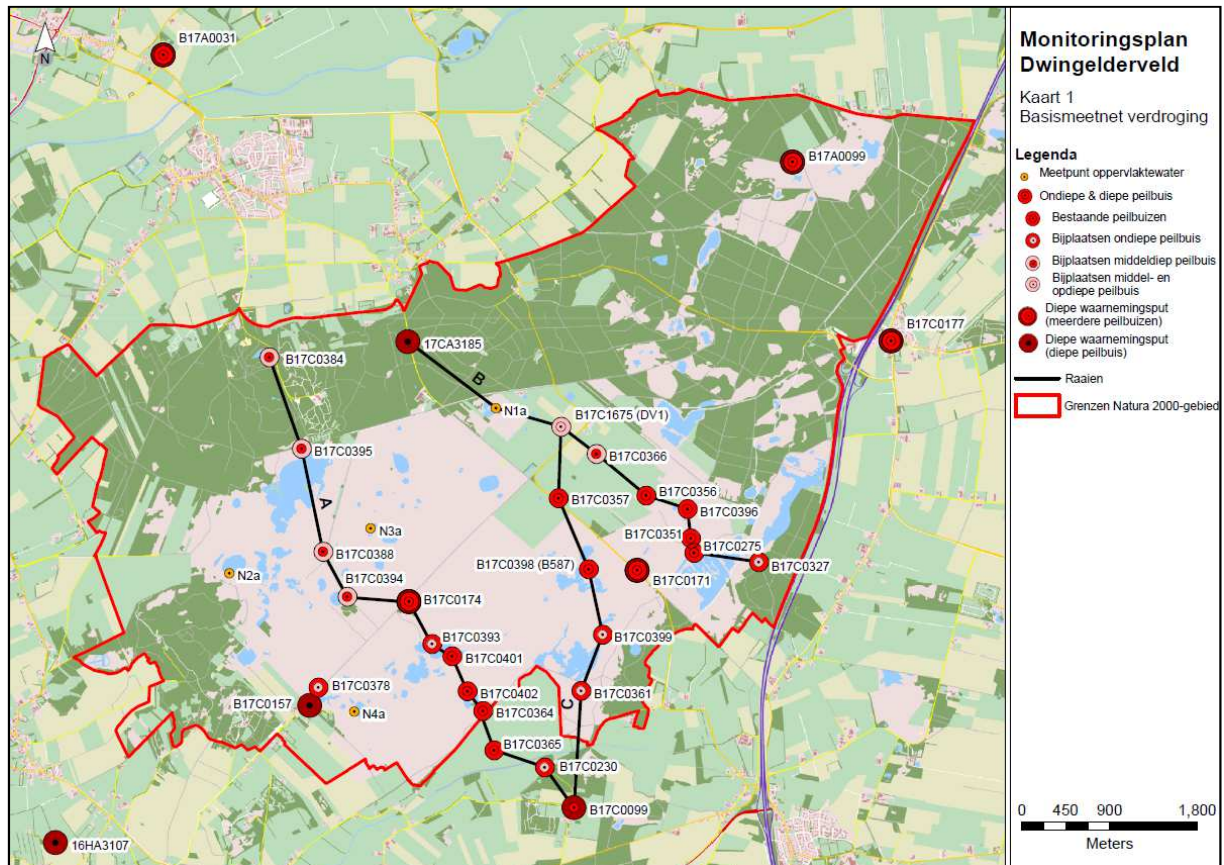 Monitoringsplan
Dwingelderveld
Kaart 1
Basismeetnet verdroging
Legenda
Meetpunt oppervlaktewater
Ondiepe & diepe peilbuis
Bestaande peilbuizen
Bijplaatsen ondiepe peilbuis
Bijplaatsen middeldiep peilbuis
Bijplaatsen middel- en
opdiepe peilbuis
Diepe waarnemingsput
(meerdere peilbuizen)
Diepe waarnemingsput
(diepe peilbuis)
Raaien
Grenzen Natura 2000-gebied
0 450 900 1,800
Meters
N
B17A0031
B17A0099
B17C0177
17CA3185
B17C0384
B
N1a
B17C1675 (DV1)
B17C0395
B17C0366
A
B17C0357
B17C0356
B17C0396
N3a
B17C0351
B17C0388
B17C0275
B17C0327
N2a
B17C0394
B17C0398 (B587)
B17C0171
B17C0174
B17C0393
B17C0399
B17C0401
B17C0378
B17C0402
B17C0361
B17C0157
N4a
B17C0364
C
B17C0365
B17C0230
B17C0099
16HA3107